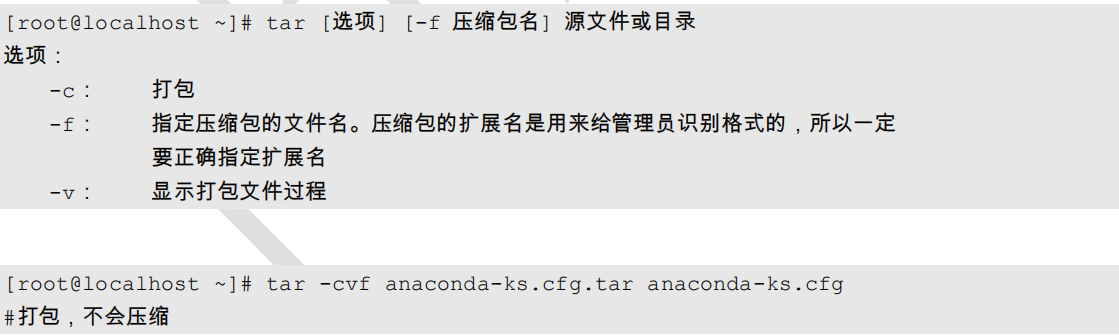 [root@localhost ~]# tar [选项] [-f 压缩包名] 源文件或目录
选项：
-c： 打包
-f： 指定压缩包的文件名。压缩包的扩展名是用来给管理员识别格式的，所以一定
要正确指定扩展名
-v： 显示打包文件过程
[root@localhost ~]# tar -cvf anaconda-ks.cfg.tar anaconda-ks.cfg
#打包，不会压缩